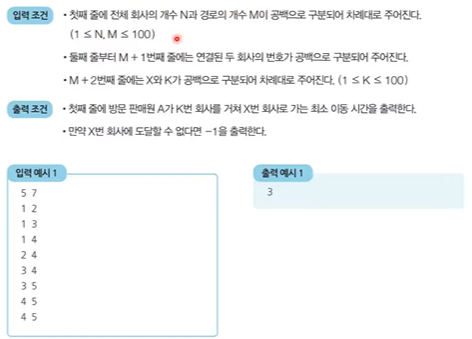 입력 조건
• 첫째 줄에 전체 회사의 개수 N과 경로의 개수 M이 공백으로 구분되어 차례대로 주어진다.
(1 ≤ N, M ≤ 100)
• 둘째 줄부터 M + 1번째 줄에는 연결된 두 회사의 번호가 공백으로 구분되어 주어진다.
• M + 2번째 줄에는 X와 K가 공백으로 구분되어 차례대로 주어진다. (1 ≤ K ≤ 100)
출력 조건
• 첫째 줄에 방문 판매원 A가 K번 회사를 거쳐 X번 회사로 가는 최소 이동 시간을 출력한다.
• 만약 X번 회사에 도달할 수 없다면 −1을 출력한다.
입력 예시 1
5 7
1 2
1 3
1 4
2 4
3 4
3 5
4 5
4 5
출력 예시 1
3